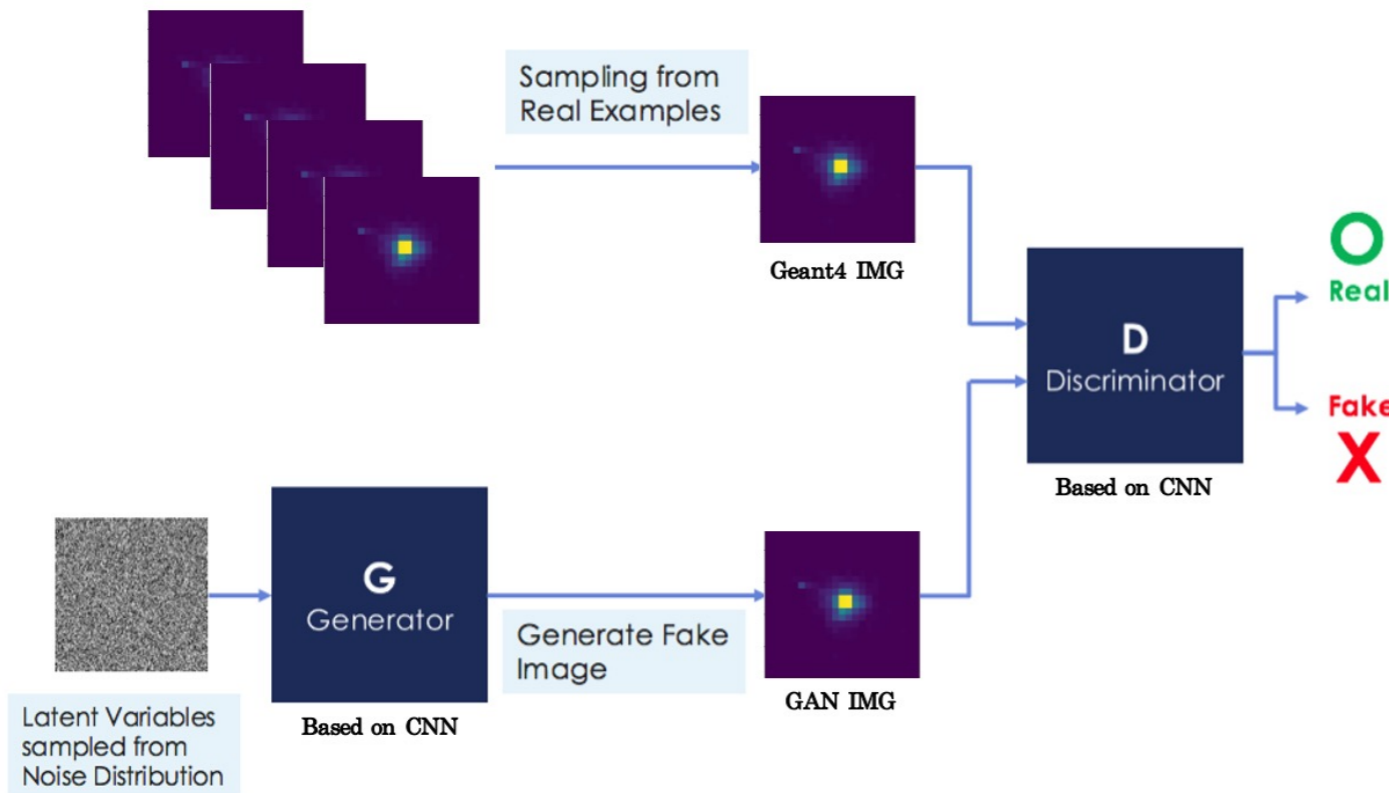 Sampling from
Real Examples
Geant4 IMG
D
Discriminator
Based on CNN
Real
Fake
X
G
Generator
Based on CNN
Generate Fake
Image
GAN IMG
Latent Variables
sampled from
Noise Distribution